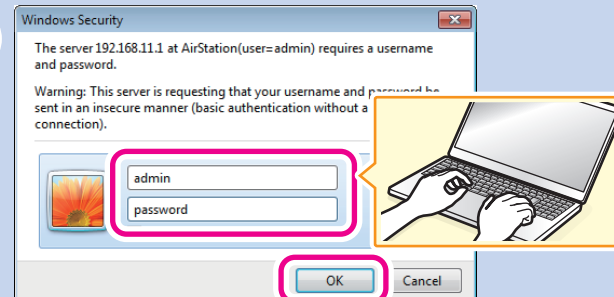 Windows Security
The server 192.168.11.1 at AirStation(user=admin) requires a username
and password.
Warning: This server is requesting that your username and password be
sent in an insecure manner (basic authentication without a
connection).
admin
password
OK
Cancel